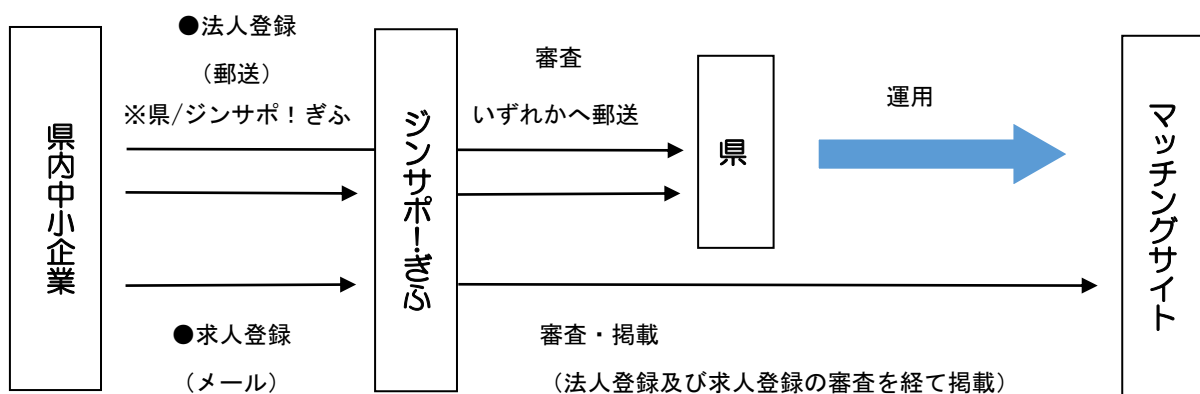 ●法人登録
（郵送）
※県/ジンサポ！ぎふ
審査
いずれかへ郵送
運用
県内中小企業
ジンサポ！ぎふ
県
マッチングサイト
●求人登録
（メール）
審査・掲載
（法人登録及び求人登録の審査を経て掲載）